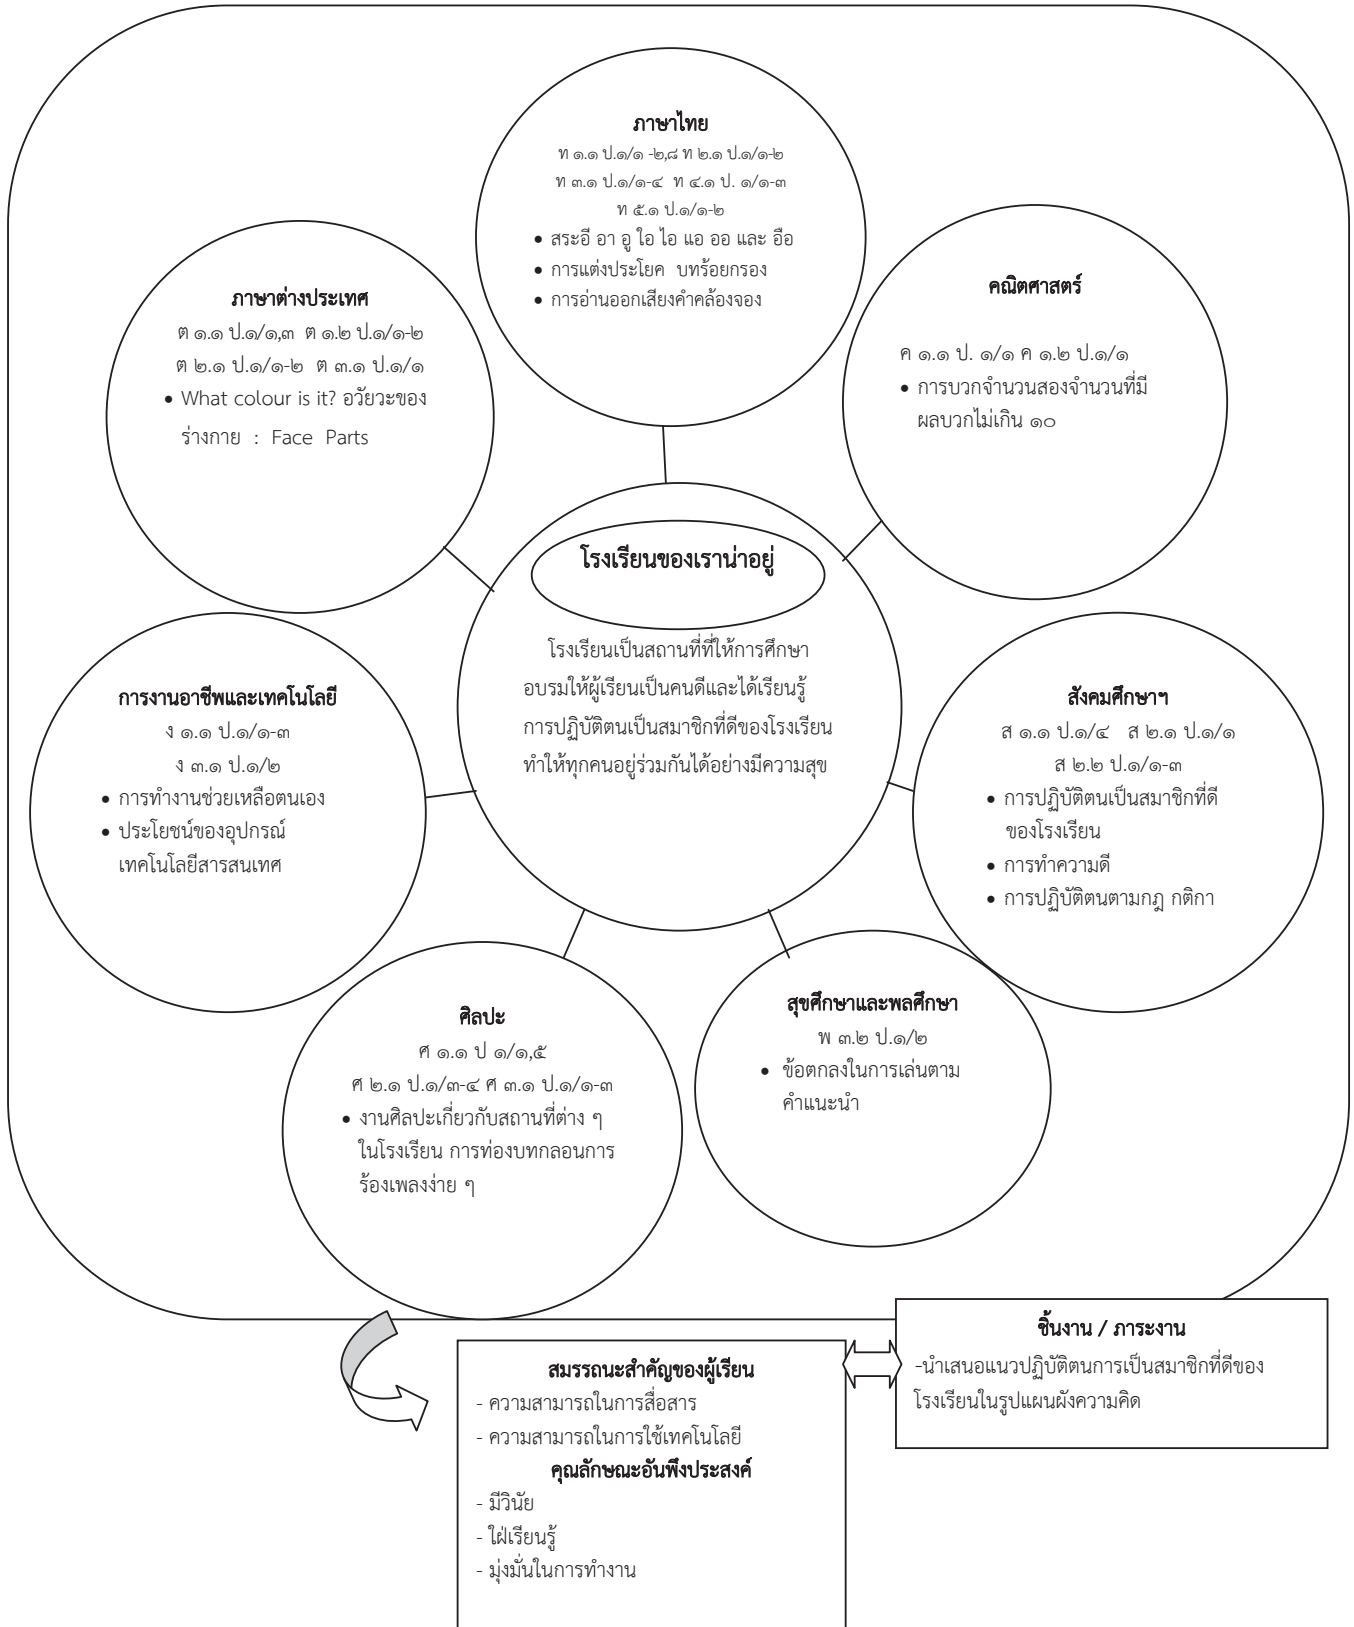 ภาษาไทย
ท ๑.๑ ป.๑/๑ -๒,๘ ท ๒.๑ ป.๑/๑-๒
ท ๓.๑ ป.๑/๑-๔ ท ๔.๑ ป. ๑/๑-๓
ท ๕.๑ ป.๑/๑-๒
• สระอี อา อู ใอ ไอ แอ ออ และ อือ
• การแต่งประโยค บทร้อยกรอง
• การอ่านออกเสียงคำคล้องจอง
คณิตศาสตร์
ค ๑.๑ ป. ๑/๑ ค ๑.๒ ป.๑/๑
• การบวกจำนวนสองจำนวนที่มี
ผลบวกไม่เกิน ๑๐
ภาษาต่างประเทศ
ต ๑.๑ ป.๑/๑,๓ ต ๑.๒ ป.๑/๑-๒
ต ๒.๑ ป.๑/๑-๒ ต ๓.๑ ป.๑/๑
• What colour is it? อวัยวะของ
ร่างกาย : Face Parts
โรงเรียนของเราน่าอยู่
โรงเรียนเป็นสถานที่ที่ให้การศึกษา
อบรมให้ผู้เรียนเป็นคนดีและได้เรียนรู้
การปฏิบัติตนเป็นสมาชิกที่ดีของโรงเรียน
ทำให้ทุกคนอยู่ร่วมกันได้อย่างมีความสุข
การงานอาชีพและเทคโนโลยี
ง ๑.๑ ป.๑/๑-๓
ง ๓.๑ ป.๑/๒
• การทำงานช่วยเหลือตนเอง
• ประโยชน์ของอุปกรณ์
เทคโนโลยีสารสนเทศ
สังคมศึกษาฯ
ส ๑.๑ ป.๑/๔ ส ๒.๑ ป.๑/๑
ส ๒.๒ ป.๑/๑-๓
• การปฏิบัติตนเป็นสมาชิกที่ดี
ของโรงเรียน
• การทำความดี
• การปฏิบัติตนตามกฎ กติกา
ศิลปะ
ศ ๑.๑ ป ๑/๑,๕
ศ ๒.๑ ป.๑/๓-๔ ศ ๓.๑ ป.๑/๑-๓
• งานศิลปะเกี่ยวกับสถานที่ต่าง ๆ
ในโรงเรียน การท่องบทกลอนการ
ร้องเพลงง่าย ๆ
สุขศึกษาและพลศึกษา
พ ๓.๒ ป.๑/๒
• ข้อตกลงในการเล่นตาม
คำแนะนำ
ชิ้นงาน / ภาระงาน
-นำเสนอแนวปฏิบัติตนการเป็นสมาชิกที่ดีของ
โรงเรียนในรูปแผนผังความคิด
สมรรถนะสำคัญของผู้เรียน
- ความสามารถในการสื่อสาร
- ความสามารถในการใช้เทคโนโลยี
คุณลักษณะอันพึงประสงค์
- มีวินัย
- ใฝ่เรียนรู้
- มุ่งมั่นในการทำงาน